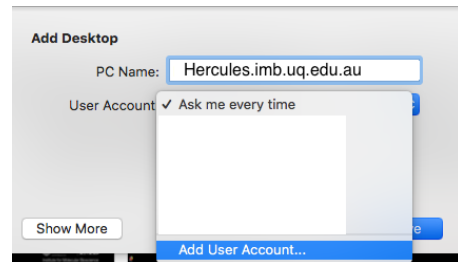 Add Desktop
PC Name: Hercules.imb.uq.edu.au
User Account ✓ Ask me every time
Show More
Add User Account...